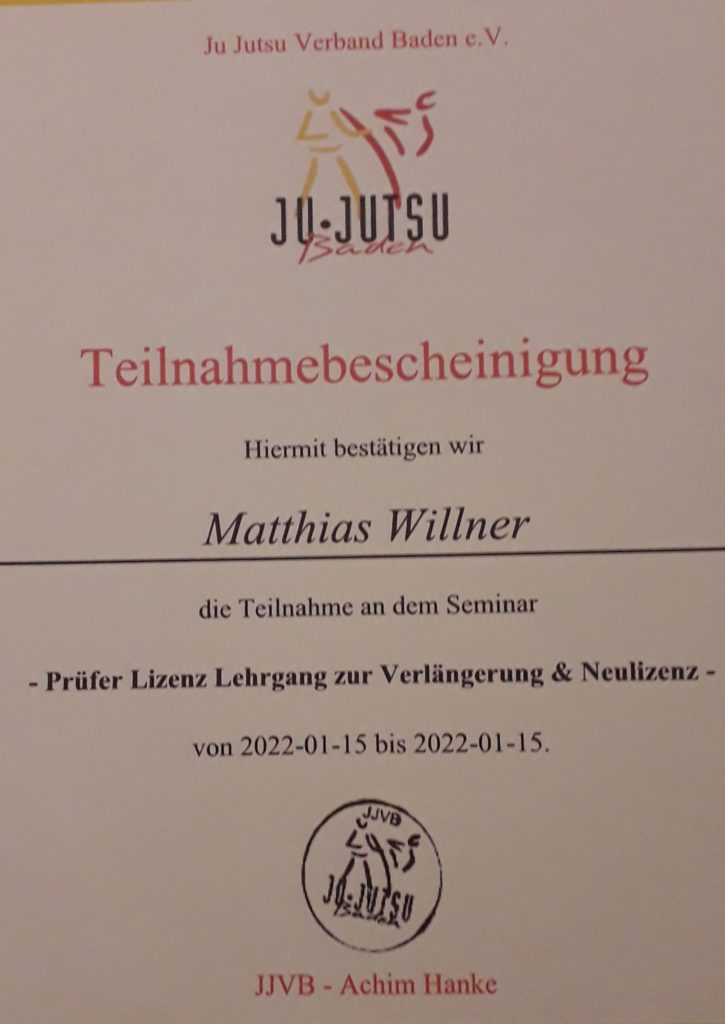 Ju Jutsu Verband Baden e.V.
JU-JUTSU
Baden
Teilnahmebescheinigung
Hiermit bestätigen wir
Matthias Willner
die Teilnahme an dem Seminar
- Prüfer Lizenz Lehrgang zur Verlängerung & Neulizenz -
von 2022-01-15 bis 2022-01-15.
JJVB
JU-JUTSU
Baden
JJVB - Achim Hanke